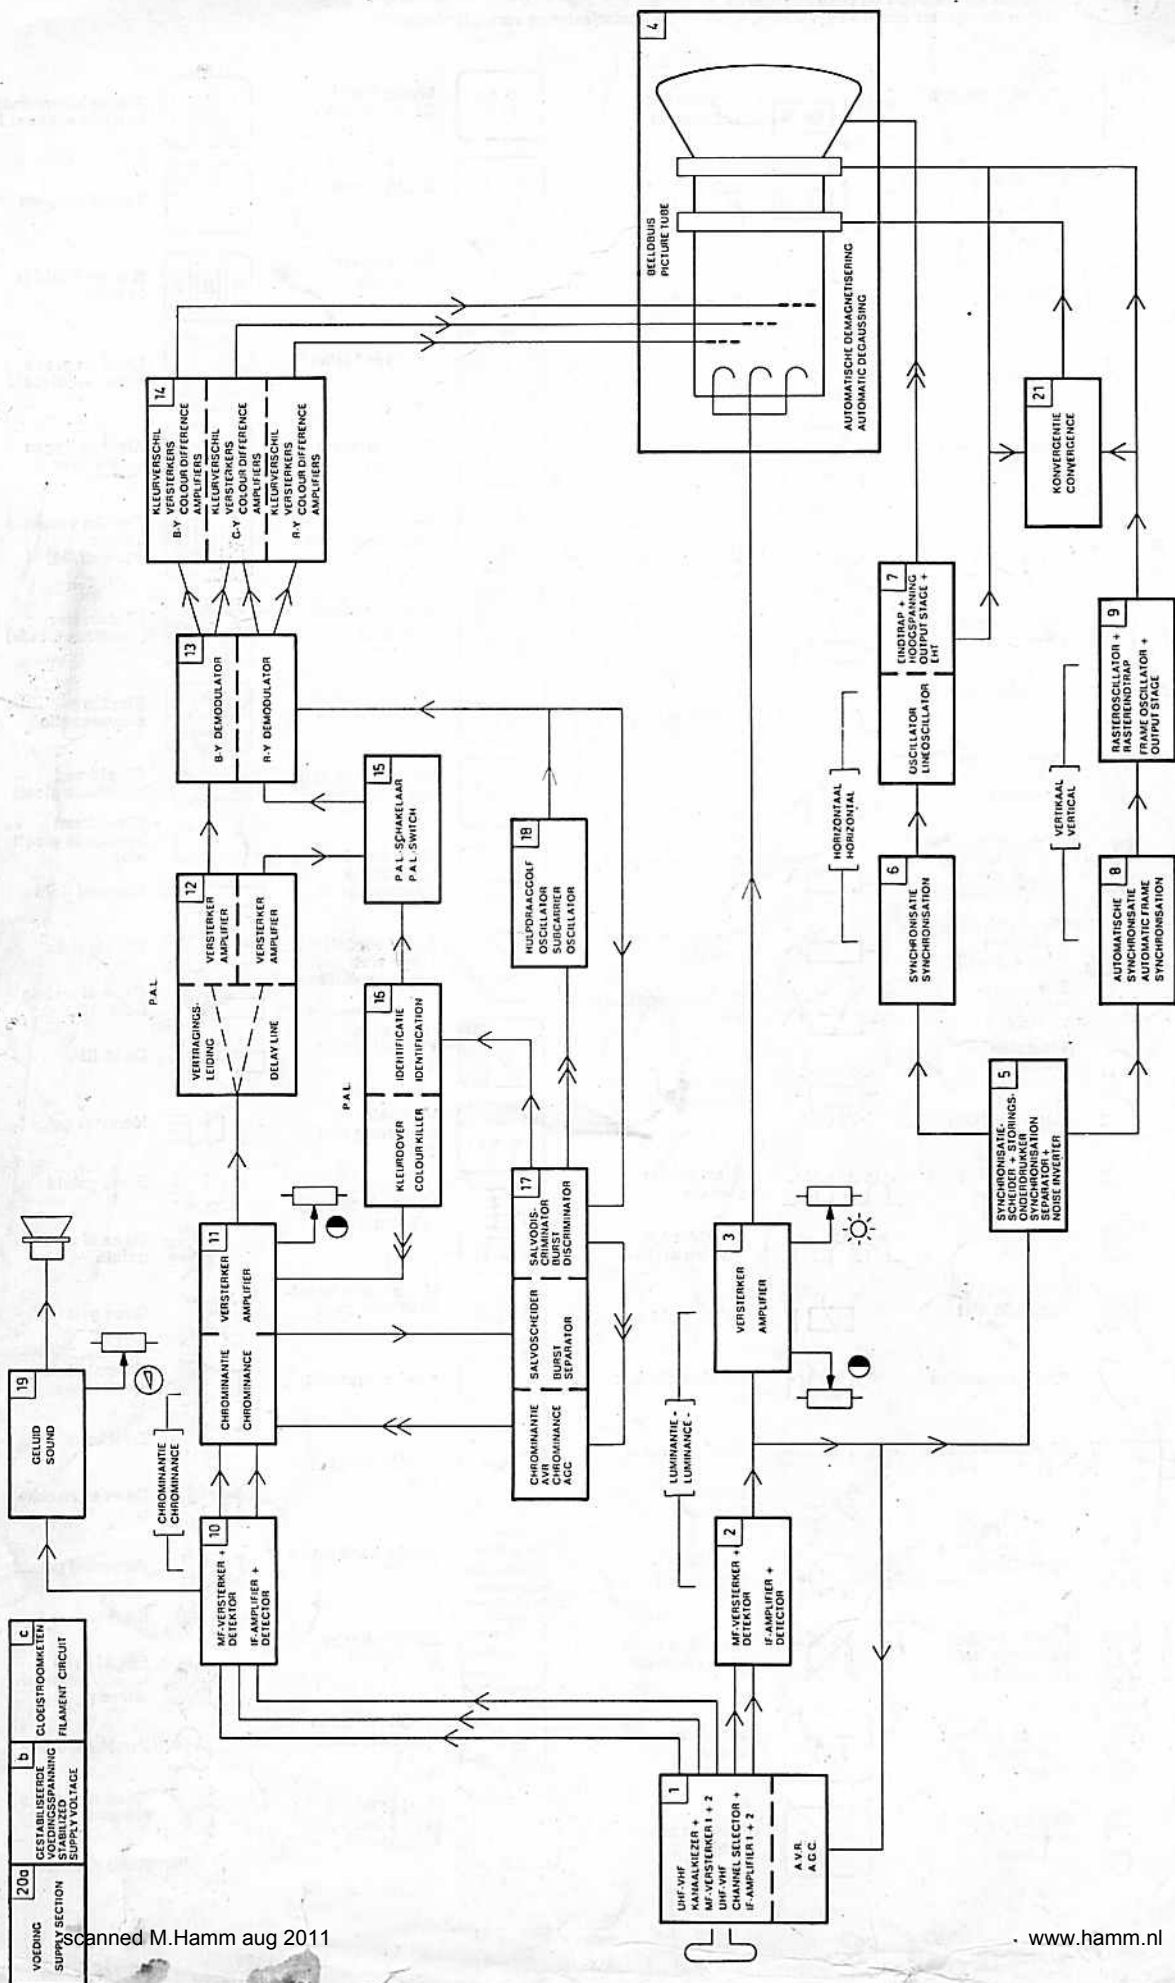 20a
VOEDING
SUPPLY SECTION
b
GESTABILISEERDE
VOEDINGSSPANNING
STABILIZED
SUPPLY VOLTAGE
c
GLOEISTROOMKETEN
FILAMENT CIRCUIT
19
GELUID
SOUND
CHROMINANTIE
CHROMINANCE
10
MF-VERSTERKER +
DETEKTOR
IF-AMPLIFIER +
DETECTOR
11
CHROMINANTIE VERSTERKER
CHROMINANCE AMPLIFIER
P.A.L.
12
VERTRAGINGS-
LEIDING
DELAY LINE
VERSTERKER
AMPLIFIER
VERSTERKER
AMPLIFIER
13
B-Y DEMODULATOR
R-Y DEMODULATOR
14
KLEURVERSCHIL
VERSTERKERS
B-Y COLOUR DIFFERENCE
AMPLIFIERS
KLEURVERSCHIL
VERSTERKERS
G-Y COLOUR DIFFERENCE
AMPLIFIERS
KLEURVERSCHIL
VERSTERKERS
R-Y COLOUR DIFFERENCE
AMPLIFIERS
15
P.A.L.-SCHAKELAAR
P.A.L.-SWITCH
P.A.L.
16
KLEURDOVER
COLOUR KILLER
IDENTIFICATIE
IDENTIFICATION
17
CHROMINANTIE
AVR
CHROMINANCE
AGC
SALVOSCHEIDER
BURST
SEPARATOR
SALVODIS-
CRIMINATOR
BURST
DISCRIMINATOR
18
HULPDRAAGGOLF
OSCILLATOR
SUBCARRIER
OSCILLATOR
1
UHF-VHF
KANAALKIEZER +
MF-VERSTERKER 1 + 2
UHF-VHF
CHANNEL SELECTOR +
IF-AMPLIFIER 1 + 2
A.V.R.
A.G.C.
LUMINANTIE -
LUMINANCE -
2
MF-VERSTERKER +
DETEKTOR
IF-AMPLIFIER +
DETECTOR
3
VERSTERKER
AMPLIFIER
4
BEELDBUIS
PICTURE TUBE
AUTOMATISCHE DEMAGNETISERING
AUTOMATIC DEGAUSSING
5
SYNCHRONISATIE-
SCHEIDER + STORINGS-
ONDERDRUKKER
SYNCHRONISATION
SEPARATOR +
NOISE INVERTER
HORIZONTAAL
HORIZONTAL
6
SYNCHRONISATIE
SYNCHRONISATION
7
OSCILLATOR
LINEOSCILLATOR
EINDTRAP +
HOOGSPANNING
OUTPUT STAGE +
EHT
VERTIKAAL
VERTICAL
8
AUTOMATISCHE
SYNCHRONISATIE
AUTOMATIC FRAME
SYNCHRONISATION
9
RASTEROSCILLATOR +
RASTEREINDTRAP
FRAME OSCILLATOR +
OUTPUT STAGE
21
KONVERGENTIE
CONVERGENCE
scanned M.Hamm aug 2011
www.hamm.nl